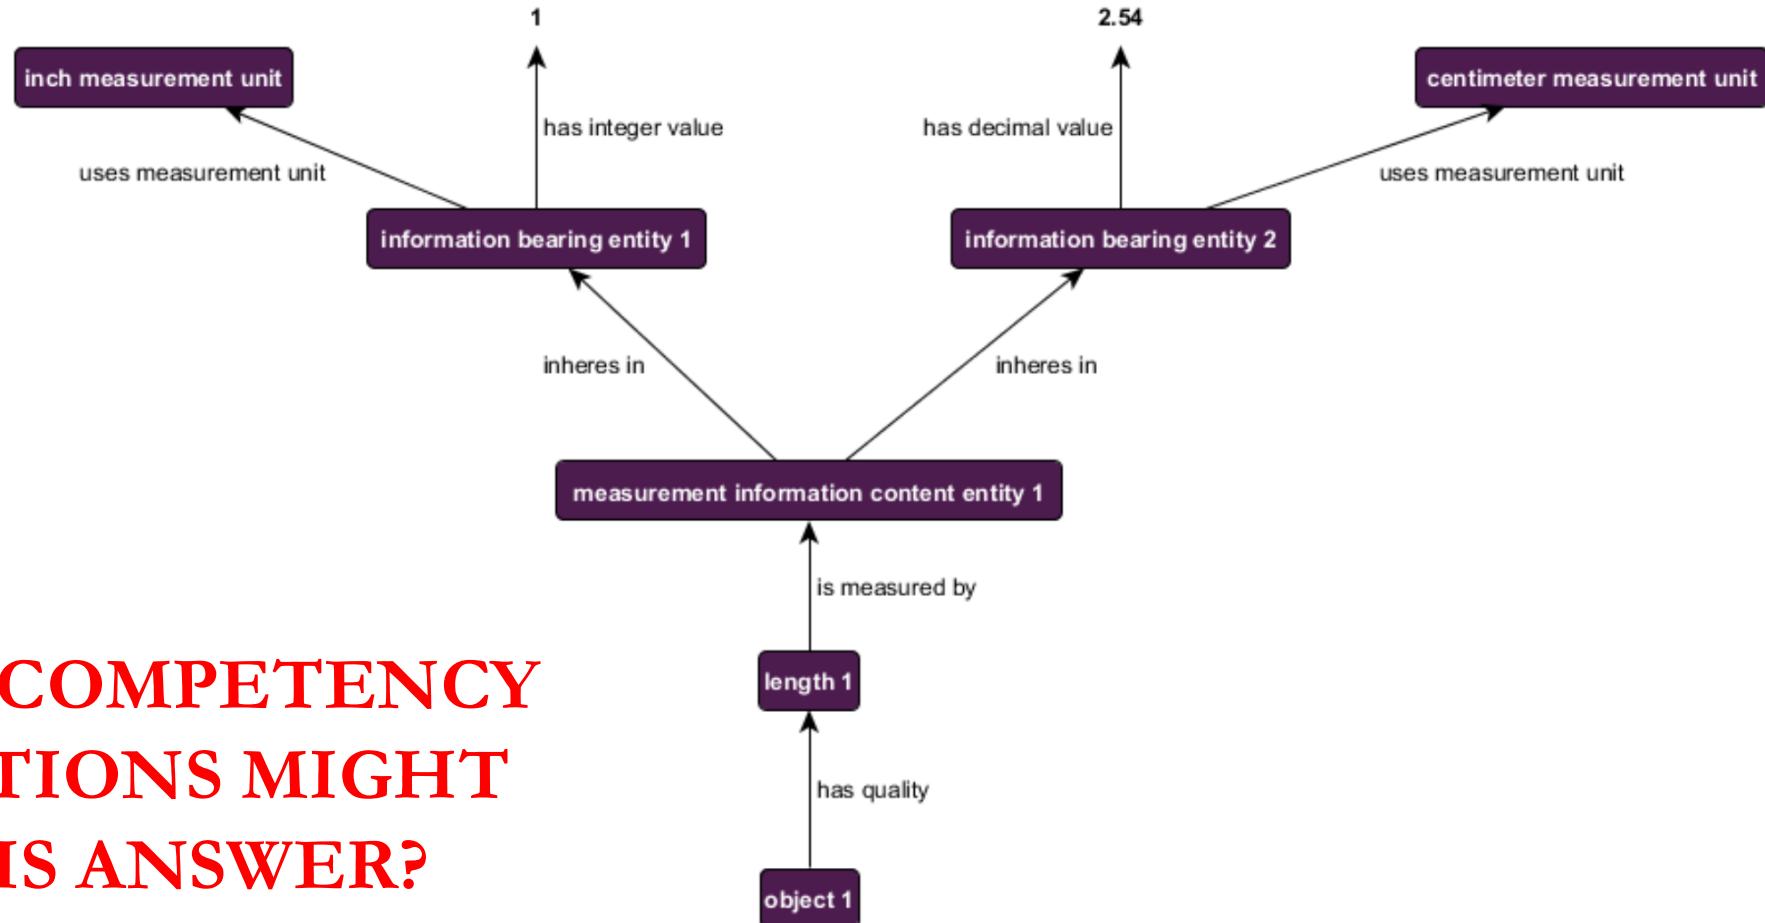 1
2.54
inch measurement unit
centimeter measurement unit
has integer value
has decimal value
uses measurement unit
uses measurement unit
information bearing entity 1
information bearing entity 2
inheres in
inheres in
measurement information content entity 1
is measured by
length 1
COMPETENCY
TIONS MIGHT
IS ANSWER?
has quality
object 1